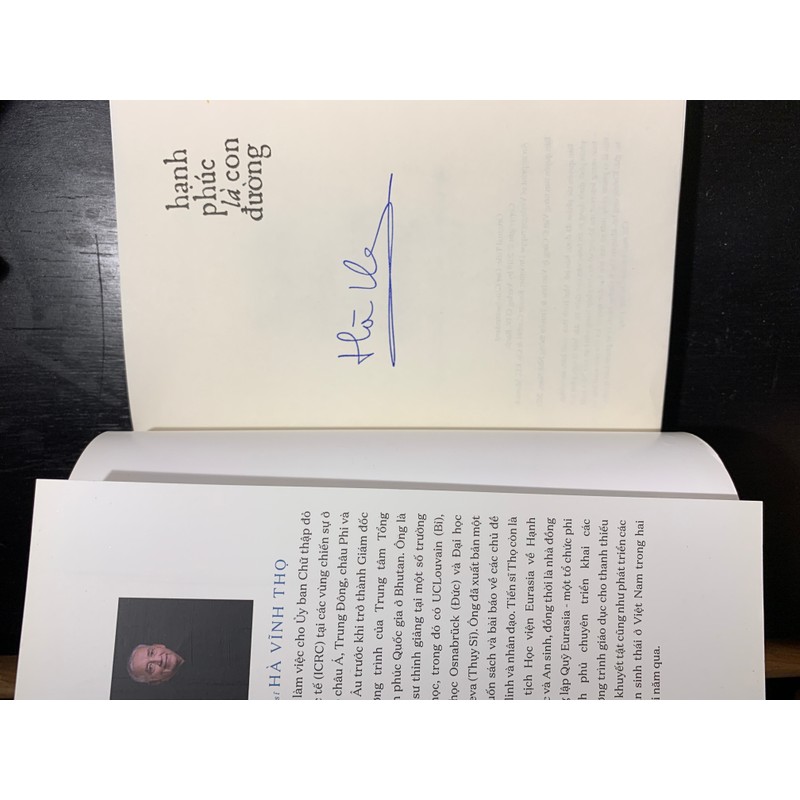 HÀ VĨNH THỌ
làm việc cho Ủy ban Chữ thập đỏ
tế (ICRC) tại các vùng chiến sự ở
châu Á, Trung Đông, châu Phi và
Âu trước khi trở thành Giám đốc
trình của Trung tâm Tổng
phúc Quốc gia ở Bhutan. Ông là
sư thỉnh giảng tại một số trường
học, trong đó có UCLouvain (Bỉ),
học Osnabrück (Đức) và Đại học
eva (Thụy Sĩ). Ông đã xuất bản một
uốn sách và bài báo về các chủ đề
linh và nhân đạo. Tiến sĩ Thọ còn là
tịch Học viện Eurasia về Hạnh
và An sinh, đồng thời là nhà đồng
lập Quỹ Eurasia - một tổ chức phi
phủ chuyên triển khai các
trình giáo dục cho thanh thiếu
khuyết tật cũng như phát triển các
sinh thái ở Việt Nam trong hai
năm qua.
hạnh
phúc
là con
đường
Hà